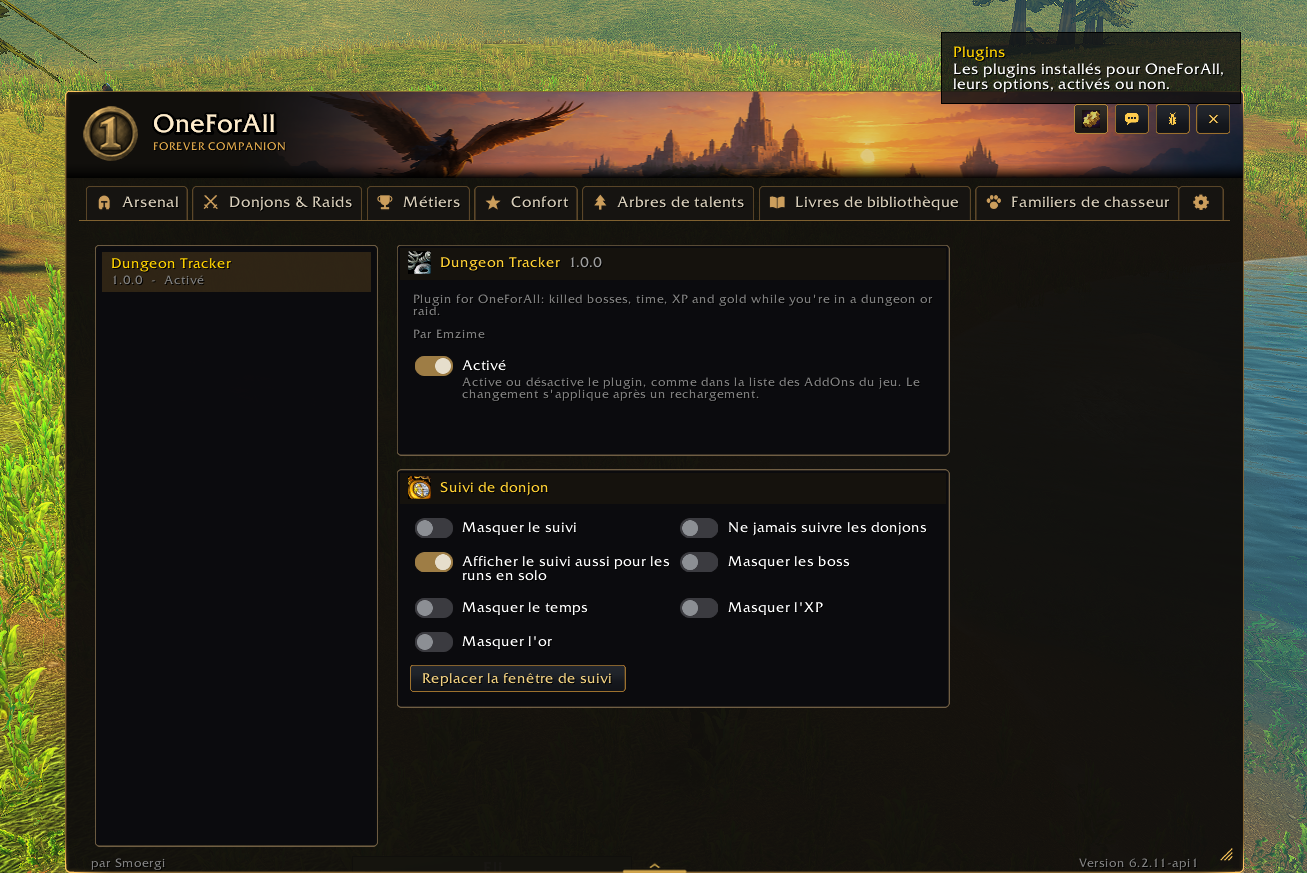 Plugins
Les plugins installés pour OneForAll,
leurs options, activés ou non.
1
OneForAll
FOREVER COMPANION
Arsenal
Donjons & Raids
Métiers
Confort
Arbres de talents
Livres de bibliothèque
Familiers de chasseur
Dungeon Tracker
1.0.0 - Activé
Dungeon Tracker 1.0.0
Plugin for OneForAll: killed bosses, time, XP and gold while you're in a dungeon or
raid.
Par Emzime
Activé
Active ou désactive le plugin, comme dans la liste des AddOns du jeu. Le
changement s'applique après un rechargement.
Suivi de donjon
Masquer le suivi
Ne jamais suivre les donjons
Afficher le suivi aussi pour les
runs en solo
Masquer les boss
Masquer le temps
Masquer l'XP
Masquer l'or
Replacer la fenêtre de suivi
par Smoergi
Version 6.2.11-api1